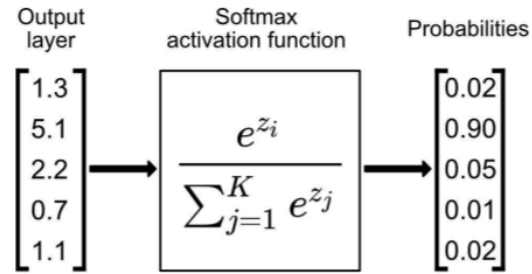 Output
layer
Softmax
activation function
Probabilities
1.3
5.1
2.2
0.7
1.1
e^{z_i}
∑_{j=1}^{K} e^{z_j}
0.02
0.90
0.05
0.01
0.02